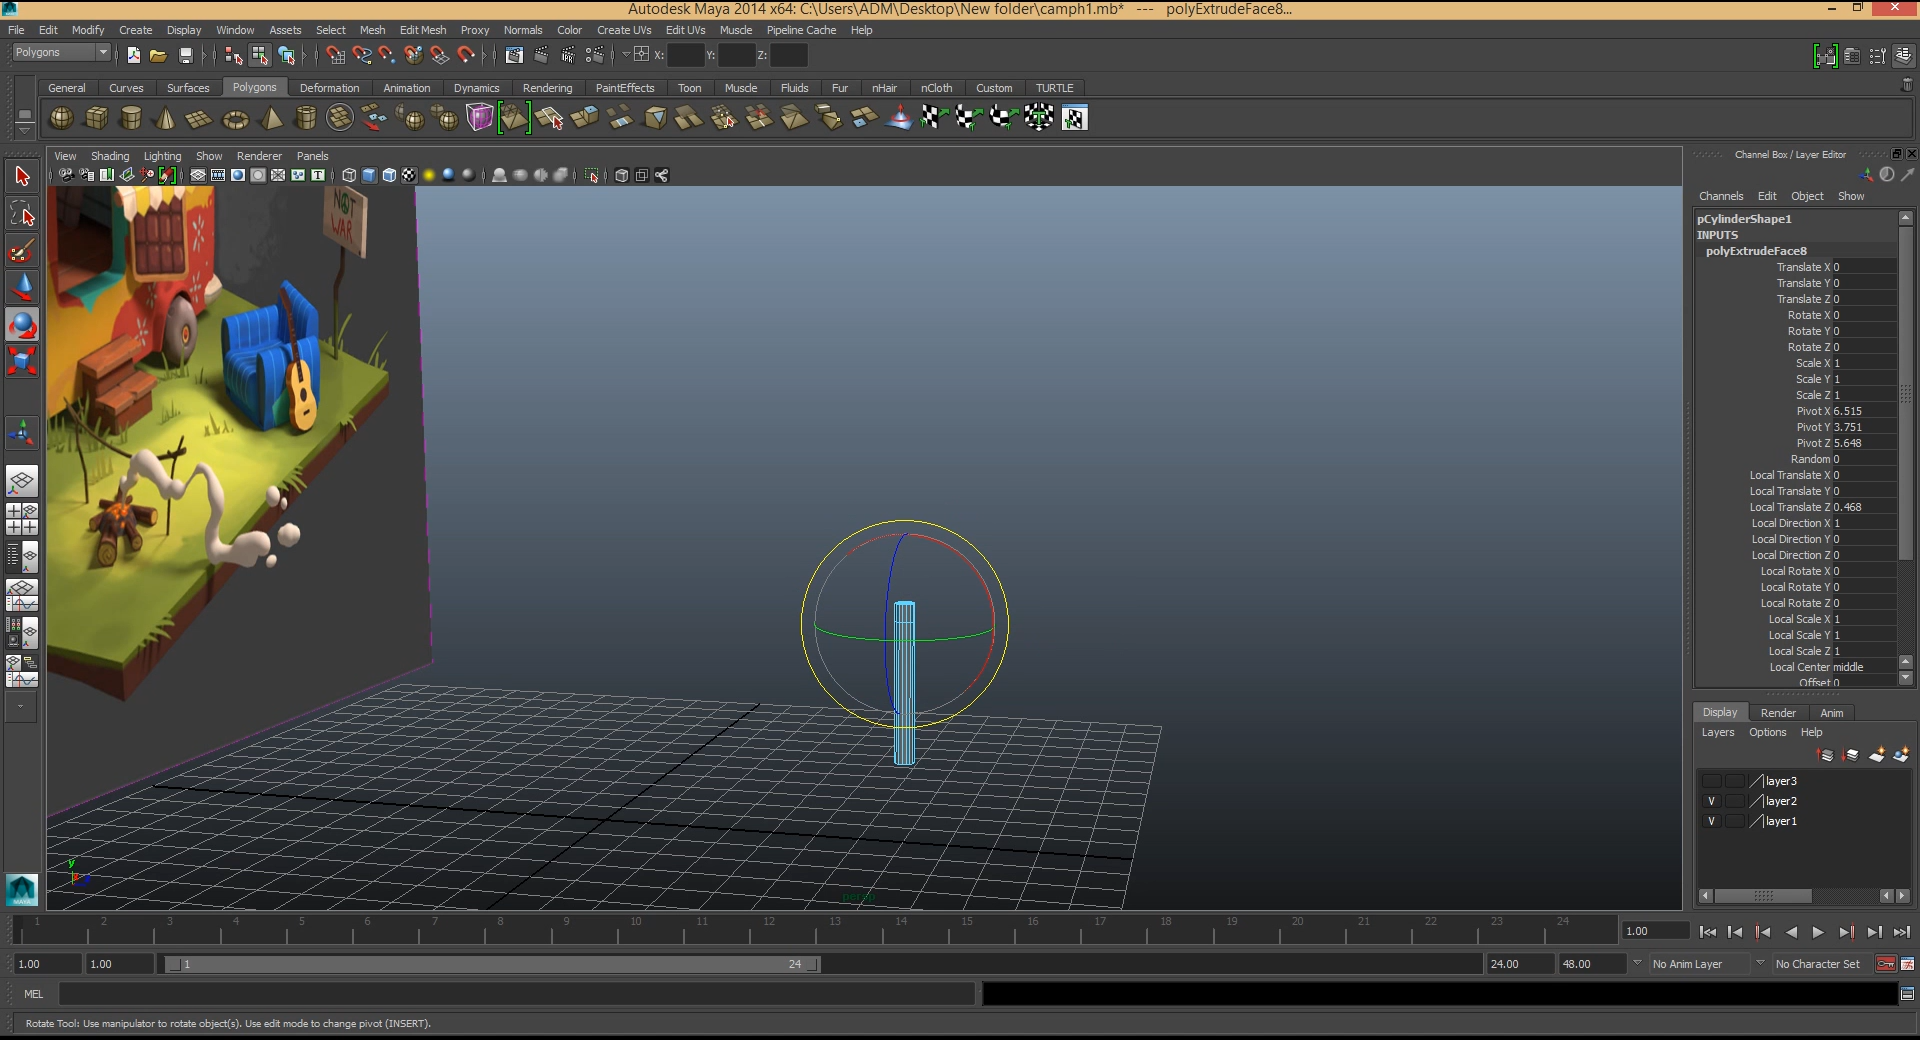 Autodesk Maya 2014 x64: C:\Users\ADM\Desktop\New folder\camph1.mb* --- polyExtrudeFace8...
File Edit Modify Create Display Window Assets Select Mesh Edit Mesh Proxy Normals Color Create UVs Edit UVs Muscle Pipeline Cache Help
Polygons X: Y: Z:
General Curves Surfaces Polygons Deformation Animation Dynamics Rendering PaintEffects Toon Muscle Fluids Fur nHair nCloth Custom TURTLE
View Shading Lighting Show Renderer Panels
Channel Box / Layer Editor
Channels Edit Object Show
pCylinderShape1
INPUTS
polyExtrudeFace8
Translate X 0
Translate Y 0
Translate Z 0
Rotate X 0
Rotate Y 0
Rotate Z 0
Scale X 1
Scale Y 1
Scale Z 1
Pivot X 6.515
Pivot Y 3.751
Pivot Z 5.648
Random 0
Local Translate X 0
Local Translate Y 0
Local Translate Z 0.468
Local Direction X 1
Local Direction Y 0
Local Direction Z 0
Local Rotate X 0
Local Rotate Y 0
Local Rotate Z 0
Local Scale X 1
Local Scale Y 1
Local Scale Z 1
Local Center middle
Offset 0
NOT
WAR
y
persp
Display Render Anim
Layers Options Help
layer3
V layer2
V layer1
MAYA
1 2 3 4 5 6 7 8 9 10 11 12 13 14 15 16 17 18 19 20 21 22 23 24 1.00
1.00 1.00 1 24 24.00 48.00 No Anim Layer No Character Set
MEL
Rotate Tool: Use manipulator to rotate object(s). Use edit mode to change pivot (INSERT).